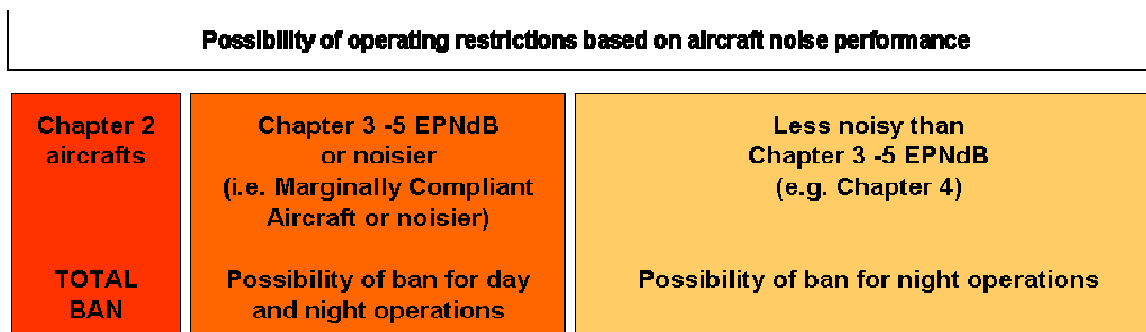 Possibility of operating restrictions based on aircraft noise performance
Chapter 2
aircrafts
TOTAL
BAN
Chapter 3 -5 EPNdB
or noisier
(i.e. Marginally Compliant
Aircraft or noisier)
Possibility of ban for day
and night operations
Less noisy than
Chapter 3 -5 EPNdB
(e.g. Chapter 4)
Possibility of ban for night operations